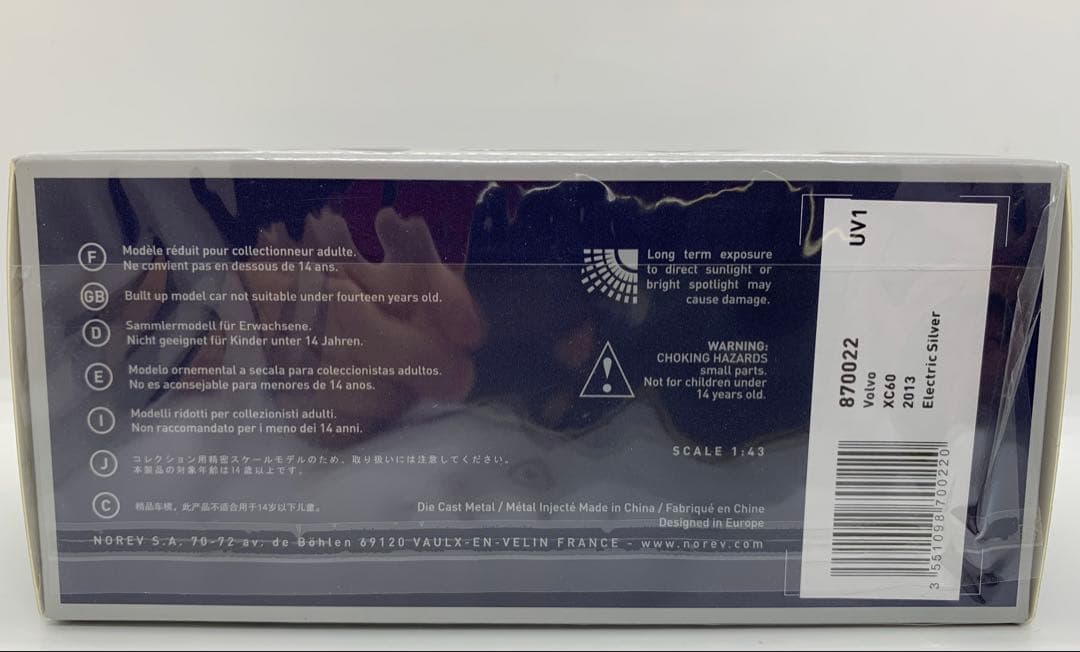 F
Modèle réduit pour collectionneur adulte.
Ne convient pas en dessous de 14 ans.
GB
Built up model car not suitable under fourteen years old.
D
Sammlermodell für Erwachsene.
Nicht geeignet für Kinder unter 14 Jahren.
E
Modelo ornemental a secala para coleccionistas adultos.
No es aconsejable para menores de 14 anos.
I
Modelli ridotti per collezionisti adulti.
Non raccomandato per i meno dei 14 anni.
J
コレクション用精密スケールモデルのため、取り扱いには注意してください。
本製品の対象年齢は14歳以上です。
C
精品车模。此产品不适合用于14岁以下儿童。
Long term exposure
to direct sunlight or
bright spotlight may
cause damage.
WARNING:
CHOKING HAZARDS
small parts.
Not for children under
14 years old.
SCALE 1:43
Die Cast Metal / Métal Injecté Made in China / Fabriqué en Chine
Designed in Europe
NOREV S.A. 70-72 av. de Böhlen 69120 VAULX-EN-VELIN FRANCE - www.norev.com
UV1
870022
Volvo
XC60
2013
Electric Silver
3 551098 700220